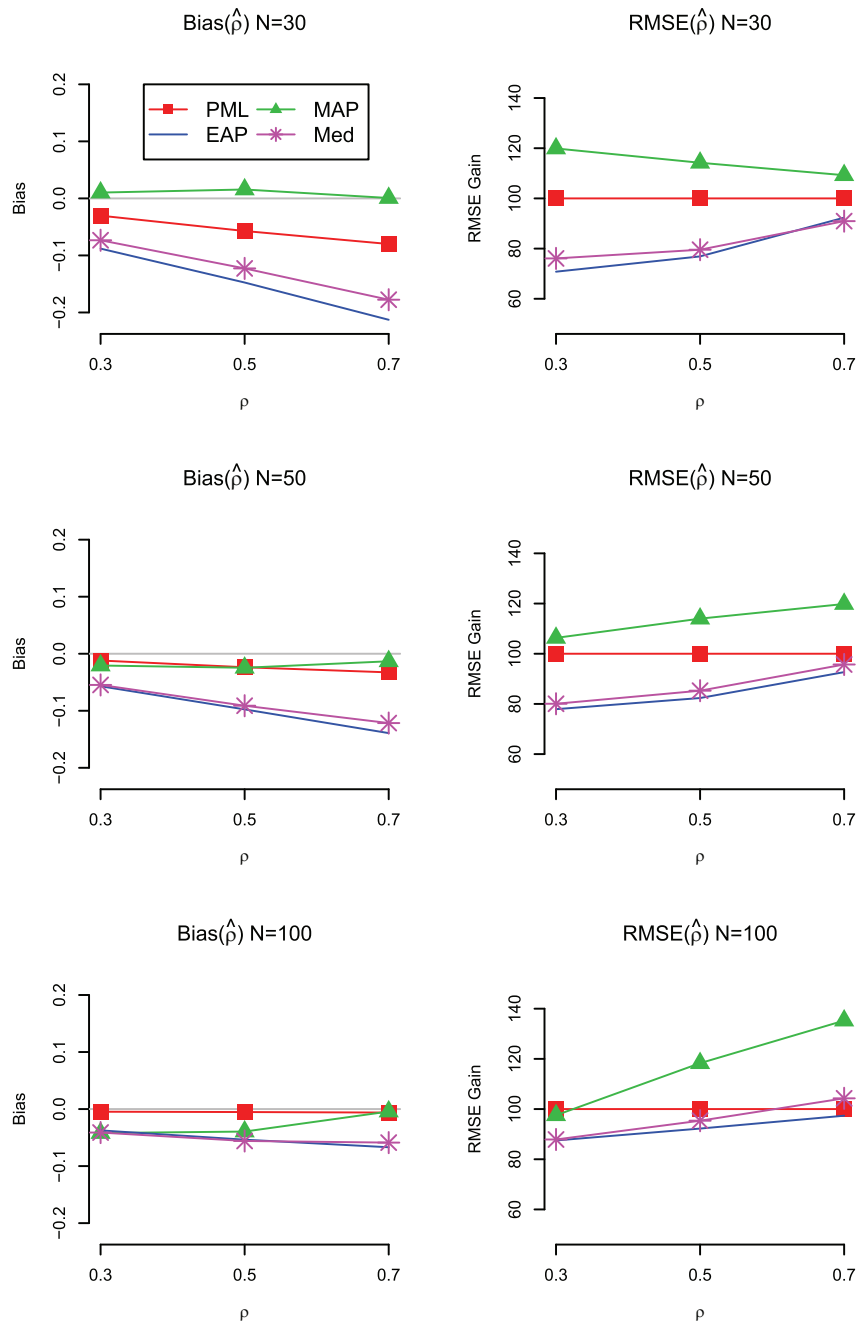 Bias(ρ̂) N=30
RMSE(ρ̂) N=30
0.2
0.1
0.0
−0.1
−0.2
Bias
PML
MAP
EAP
Med
0.3
0.5
0.7
ρ
140
120
100
80
60
RMSE Gain
0.3
0.5
0.7
ρ
Bias(ρ̂) N=50
RMSE(ρ̂) N=50
0.2
0.1
0.0
−0.1
−0.2
Bias
0.3
0.5
0.7
ρ
140
120
100
80
60
RMSE Gain
0.3
0.5
0.7
ρ
Bias(ρ̂) N=100
RMSE(ρ̂) N=100
0.2
0.1
0.0
−0.1
−0.2
Bias
0.3
0.5
0.7
ρ
140
120
100
80
60
RMSE Gain
0.3
0.5
0.7
ρ